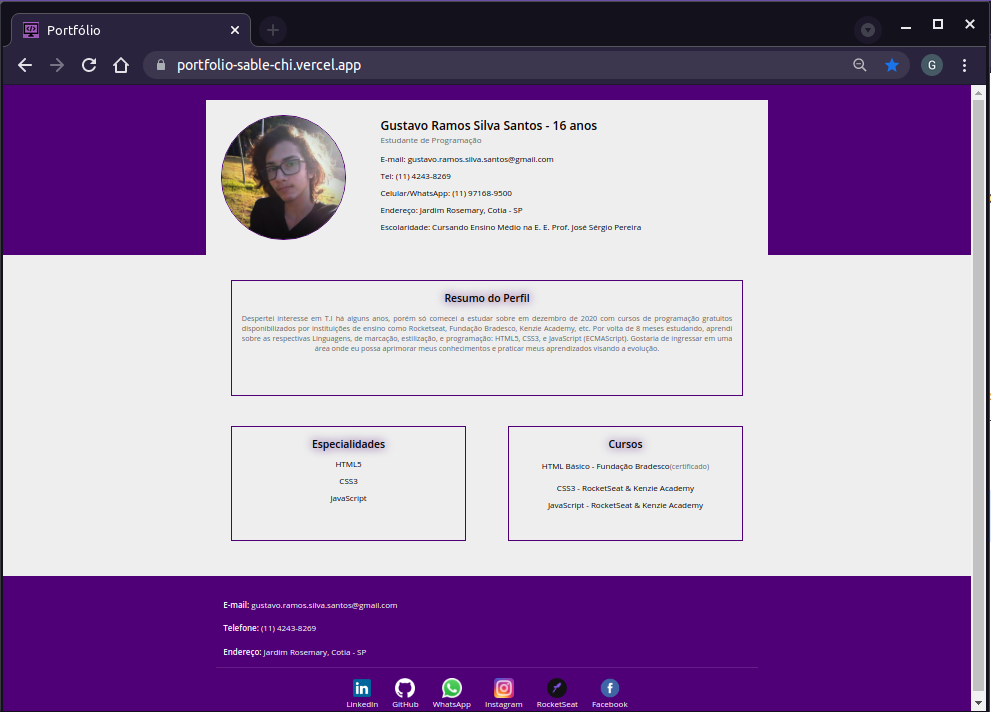 Portfólio
portfolio-sable-chi.vercel.app
G
Gustavo Ramos Silva Santos - 16 anos
Estudante de Programação
E-mail: gustavo.ramos.silva.santos@gmail.com
Tel: (11) 4243-8269
Celular/WhatsApp: (11) 97168-9500
Endereço: Jardim Rosemary, Cotia - SP
Escolaridade: Cursando Ensino Médio na E. E. Prof. José Sérgio Pereira
Resumo do Perfil
Despertei interesse em T.I há alguns anos, porém só comecei a estudar sobre em dezembro de 2020 com cursos de programação gratuitos
disponibilizados por instituições de ensino como Rocketseat, Fundação Bradesco, Kenzie Academy, etc. Por volta de 8 meses estudando, aprendi
sobre as respectivas Linguagens, de marcação, estilização, e programação: HTML5, CSS3, e JavaScript (ECMAScript). Gostaria de ingressar em uma
área onde eu possa aprimorar meus conhecimentos e praticar meus aprendizados visando a evolução.
Especialidades
HTML5
CSS3
JavaScript
Cursos
HTML Básico - Fundação Bradesco(certificado)
CSS3 - RocketSeat & Kenzie Academy
JavaScript - RocketSeat & Kenzie Academy
E-mail: gustavo.ramos.silva.santos@gmail.com
Telefone: (11) 4243-8269
Endereço: Jardim Rosemary, Cotia - SP
LinkedIn GitHub WhatsApp Instagram RocketSeat Facebook